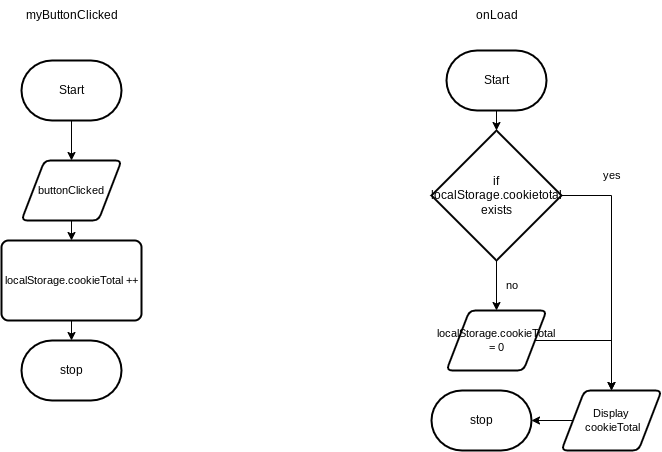 myButtonClicked
Start
buttonClicked
localStorage.cookieTotal ++
stop
onLoad
Start
if
localStorage.cookietotal
exists
yes
no
localStorage.cookieTotal
= 0
Display
cookieTotal
stop